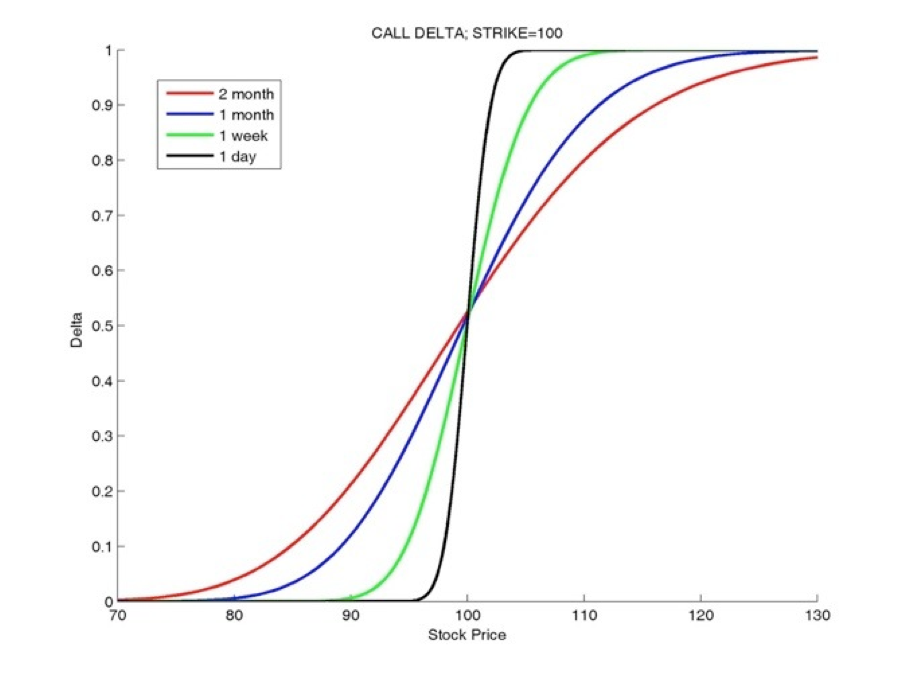 CALL DELTA; STRIKE=100
1
0.9
0.8
0.7
0.6
0.5
0.4
0.3
0.2
0.1
0
Delta
2 month
1 month
1 week
1 day
70 80 90 100 110 120 130
Stock Price